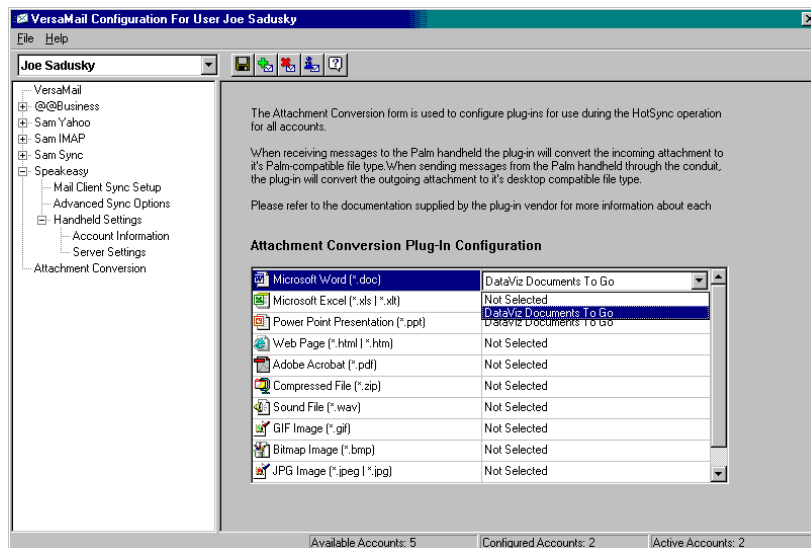 VersaMail Configuration For User Joe Sadusky
File Help
Joe Sadusky
VersaMail
@@Business
Sam Yahoo
Sam IMAP
Sam Sync
Speakeasy
Mail Client Sync Setup
Advanced Sync Options
Handheld Settings
Account Information
Server Settings
Attachment Conversion
The Attachment Conversion form is used to configure plug-ins for use during the HotSync operation
for all accounts.
When receiving messages to the Palm handheld the plug-in will convert the incoming attachment to
it's Palm-compatible file type.When sending messages from the Palm handheld through the conduit,
the plug-in will convert the outgoing attachment to it's desktop compatible file type.
Please refer to the documentation supplied by the plug-in vendor for more information about each
Attachment Conversion Plug-In Configuration
Microsoft Word (*.doc) DataViz Documents To Go
Microsoft Excel (*.xls | *.xlt) Not Selected
DataViz Documents To Go
Power Point Presentation (*.ppt) DataViz Documents To Go
Web Page (*.html | *.htm) Not Selected
Adobe Acrobat (*.pdf) Not Selected
Compressed File (*.zip) Not Selected
Sound File (*.wav) Not Selected
GIF Image (*.gif) Not Selected
Bitmap Image (*.bmp) Not Selected
JPG Image (*.jpeg | *.jpg) Not Selected
Available Accounts: 5 Configured Accounts: 2 Active Accounts: 2